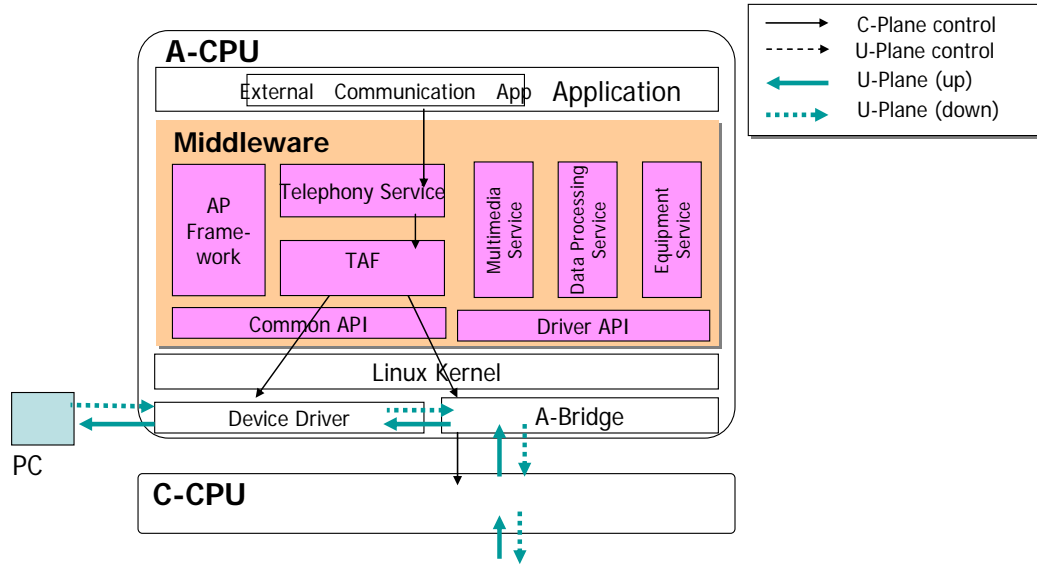 C-Plane control
U-Plane control
U-Plane (up)
U-Plane (down)
A-CPU
External Communication App
Application
Middleware
AP
Frame-
work
Telephony Service
TAF
Multimedia
Service
Data Processing
Service
Equipment
Service
Common API
Driver API
Linux Kernel
Device Driver
A-Bridge
PC
C-CPU